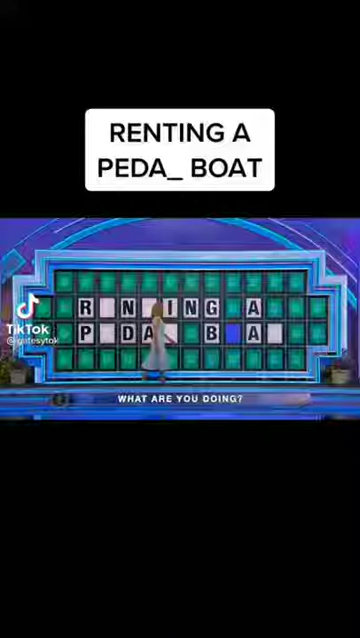 RENTING A
PEDA_ BOAT
R N ING A
P DA B A
TikTok
@gatesytok
WHAT ARE YOU DOING?